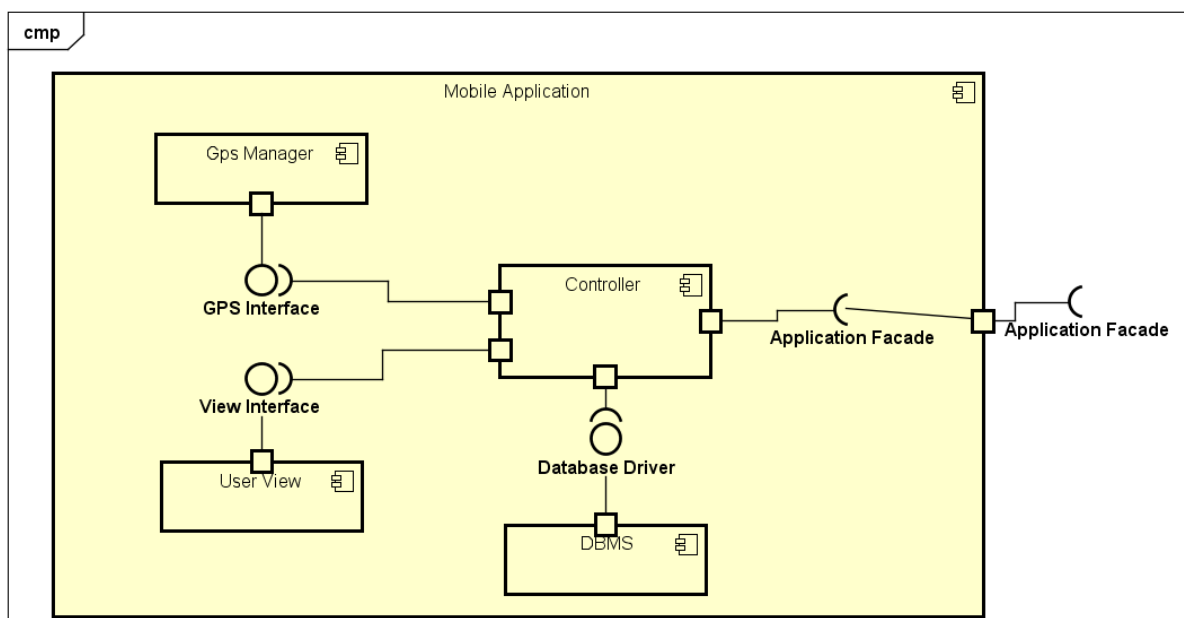 cmp
Mobile Application
Gps Manager
GPS Interface
Controller
Application Facade
Application Facade
View Interface
User View
Database Driver
DBMS